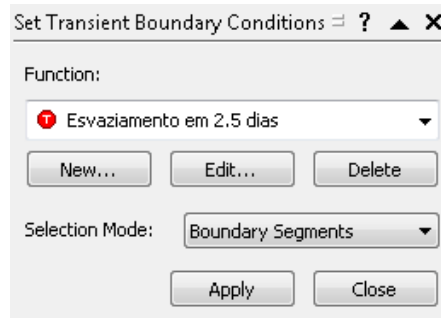 Set Transient Boundary Conditions
Function:
T Esvaziamento em 2.5 dias
New... Edit... Delete
Selection Mode: Boundary Segments
Apply Close